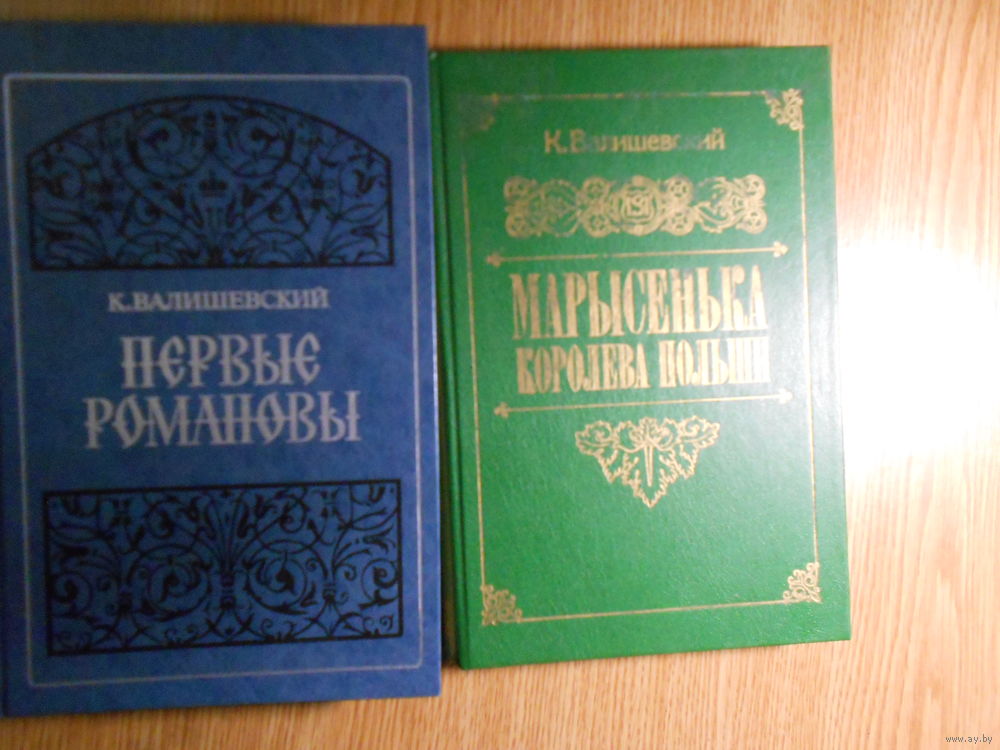 К. ВАЛИШЕВСКИЙ
ПЕРВЫЕ
РОМАНОВЫ
К. Валишевский
МАРЫСЕНЬКА
КОРОЛЕВА ПОЛЬШИ
www.ay.by